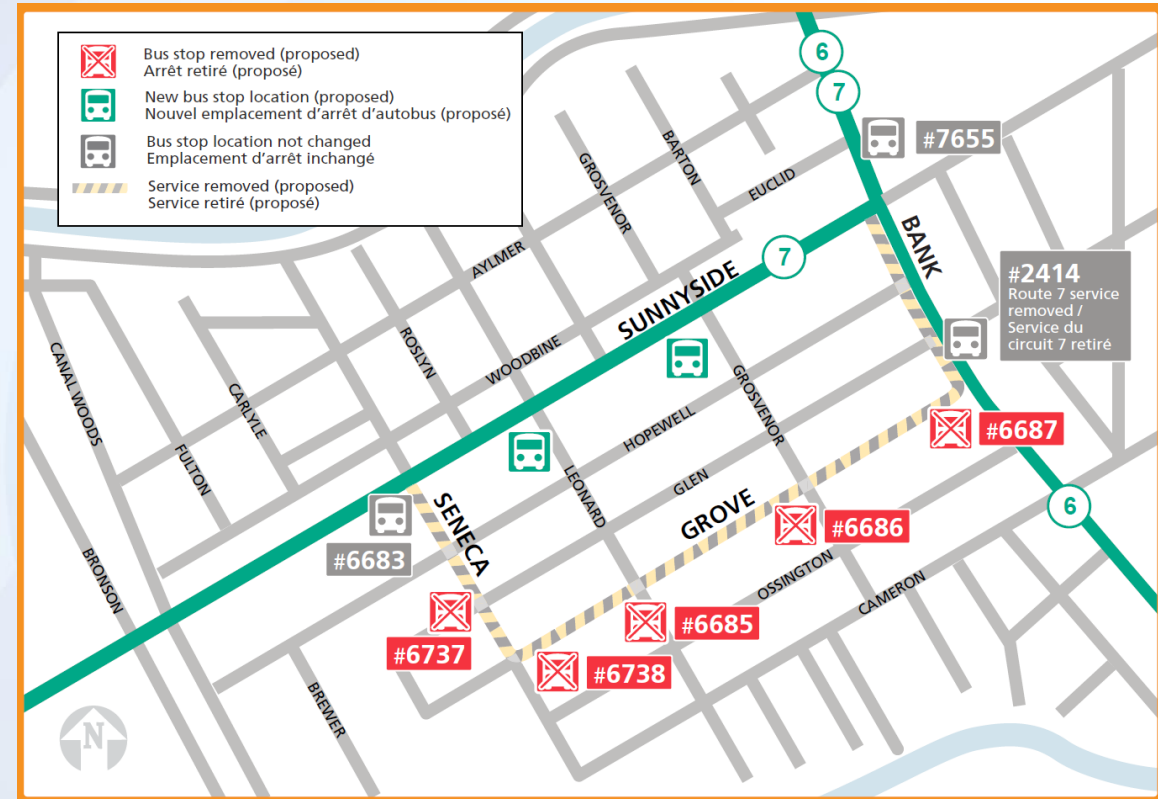 Bus stop removed (proposed)
Arrêt retiré (proposé)
New bus stop location (proposed)
Nouvel emplacement d'arrêt d'autobus (proposé)
Bus stop location not changed
Emplacement d'arrêt inchangé
Service removed (proposed)
Service retiré (proposé)
6
7
#7655
BARTON
GROSVENOR
EUCLID
BANK
AYLMER
7
SUNNYSIDE
#2414
Route 7 service
removed /
Service du
circuit 7 retiré
ROSLYN
WOODBINE
CANAL WOODS
CARLYLE
GROSVENOR
HOPEWELL
#6687
FULTON
LEONARD
GLEN
SENECA
GROVE
6
#6686
#6683
BRONSON
OSSINGTON
CAMERON
#6685
#6737
#6738
BREWER
N